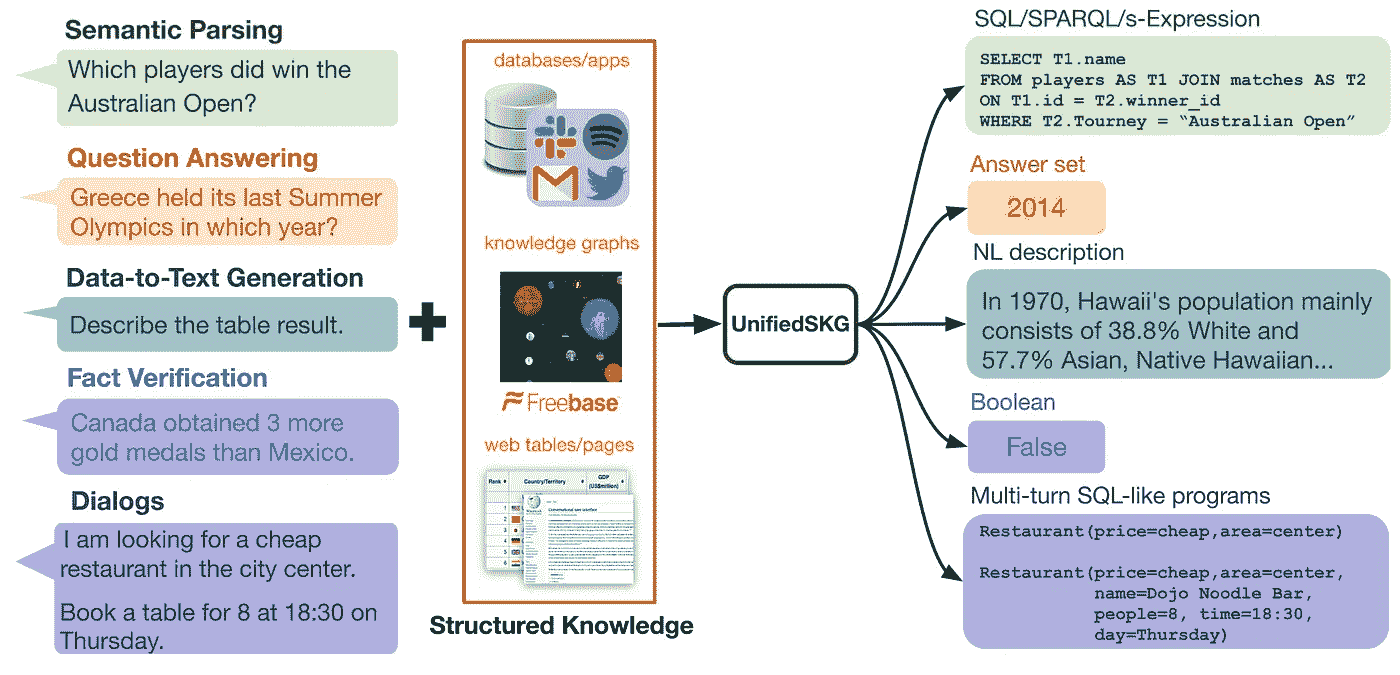 Semantic Parsing
Which players did win the
Australian Open?
Question Answering
Greece held its last Summer
Olympics in which year?
Data-to-Text Generation
Describe the table result.
Fact Verification
Canada obtained 3 more
gold medals than Mexico.
Dialogs
I am looking for a cheap
restaurant in the city center.
Book a table for 8 at 18:30 on
Thursday.
+
databases/apps
knowledge graphs
Freebase
web tables/pages
Rank
Country/Territory
GDP
(US$million)
Structured Knowledge
UnifiedSKG
SQL/SPARQL/s-Expression
SELECT T1.name
FROM players AS T1 JOIN matches AS T2
ON T1.id = T2.winner_id
WHERE T2.Tourney = “Australian Open”
Answer set
2014
NL description
In 1970, Hawaii's population mainly
consists of 38.8% White and
57.7% Asian, Native Hawaiian...
Boolean
False
Multi-turn SQL-like programs
Restaurant(price=cheap,area=center)
Restaurant(price=cheap,area=center,
name=Dojo Noodle Bar,
people=8, time=18:30,
day=Thursday)